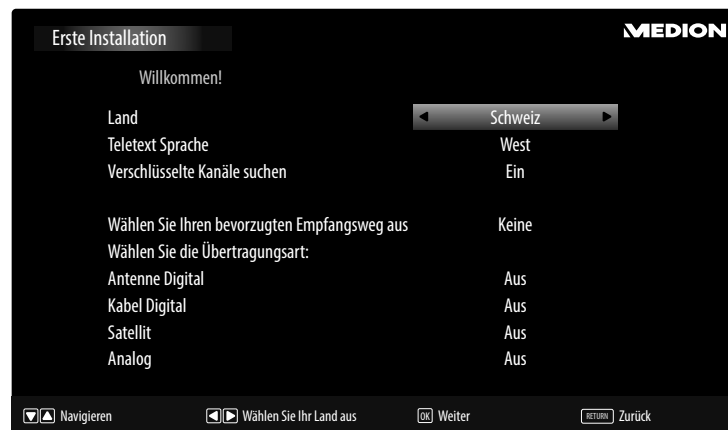 Erste Installation MEDION
Willkommen!
Land Schweiz
Teletext Sprache West
Verschlüsselte Kanäle suchen Ein
Wählen Sie Ihren bevorzugten Empfangsweg aus Keine
Wählen Sie die Übertragungsart:
Antenne Digital Aus
Kabel Digital Aus
Satellit Aus
Analog Aus
Navigieren Wählen Sie Ihr Land aus OK Weiter RETURN Zurück